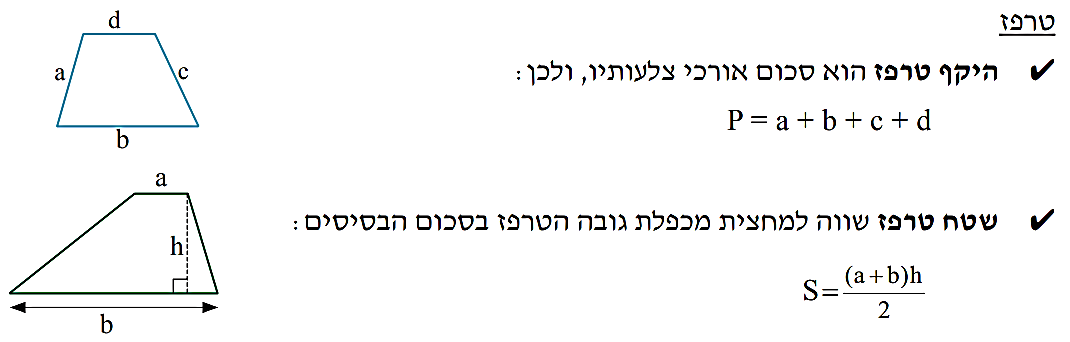 טרפז
✔ היקף טרפז הוא סכום אורכי צלעותיו, ולכן:
P = a + b + c + d
d
a
c
b
✔ שטח טרפז שווה למחצית מכפלת גובה הטרפז בסכום הבסיסים:
S = (a+b)h / 2
a
h
b